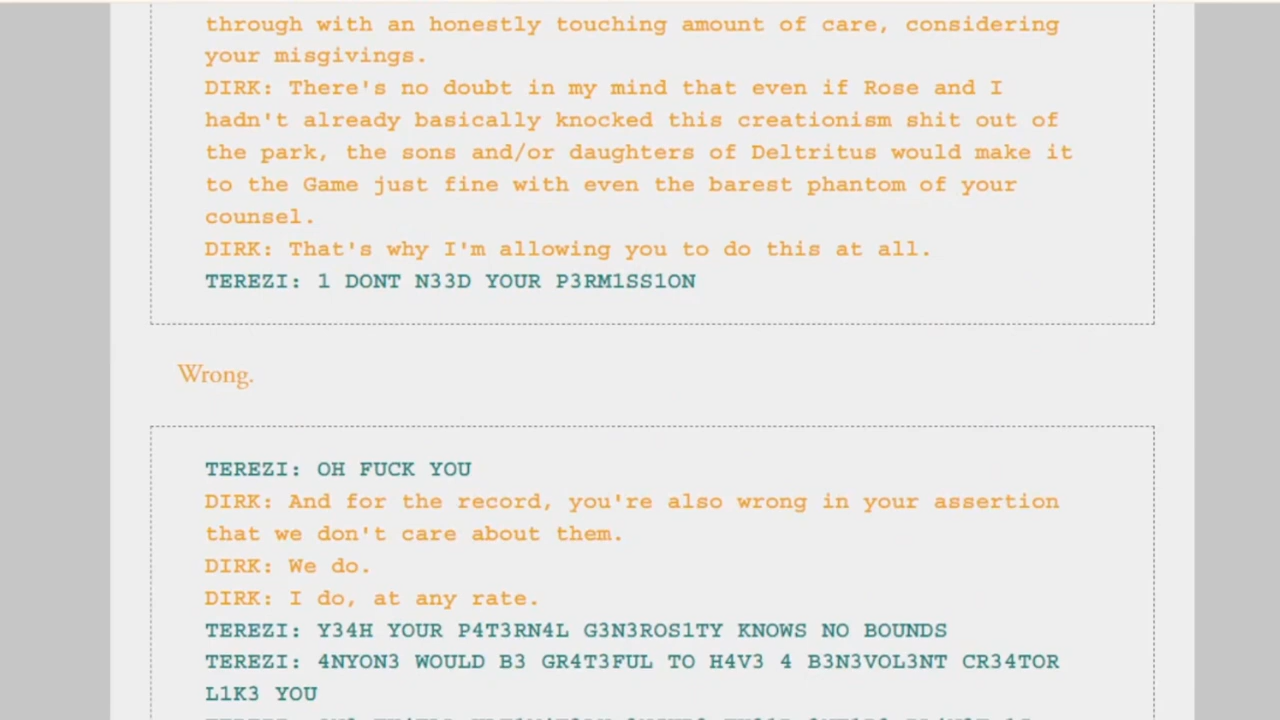 through with an honestly touching amount of care, considering
your misgivings.
DIRK: There's no doubt in my mind that even if Rose and I
hadn't already basically knocked this creationism shit out of
the park, the sons and/or daughters of Deltritus would make it
to the Game just fine with even the barest phantom of your
counsel.
DIRK: That's why I'm allowing you to do this at all.
TEREZI: 1 DONT N33D YOUR P3RM1SS1ON
Wrong.
TEREZI: OH FUCK YOU
DIRK: And for the record, you're also wrong in your assertion
that we don't care about them.
DIRK: We do.
DIRK: I do, at any rate.
TEREZI: Y34H YOUR P4T3RN4L G3N3ROS1TY KNOWS NO BOUNDS
TEREZI: 4NYON3 WOULD B3 GR4T3FUL TO H4V3 4 B3N3VOL3NT CR34TOR
L1K3 YOU